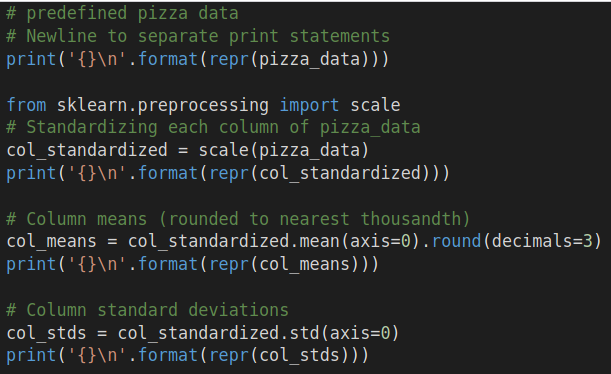 # predefined pizza data
# Newline to separate print statements
print('{}\n'.format(repr(pizza_data)))
from sklearn.preprocessing import scale
# Standardizing each column of pizza_data
col_standardized = scale(pizza_data)
print('{}\n'.format(repr(col_standardized)))
# Column means (rounded to nearest thousandth)
col_means = col_standardized.mean(axis=0).round(decimals=3)
print('{}\n'.format(repr(col_means)))
# Column standard deviations
col_stds = col_standardized.std(axis=0)
print('{}\n'.format(repr(col_stds)))